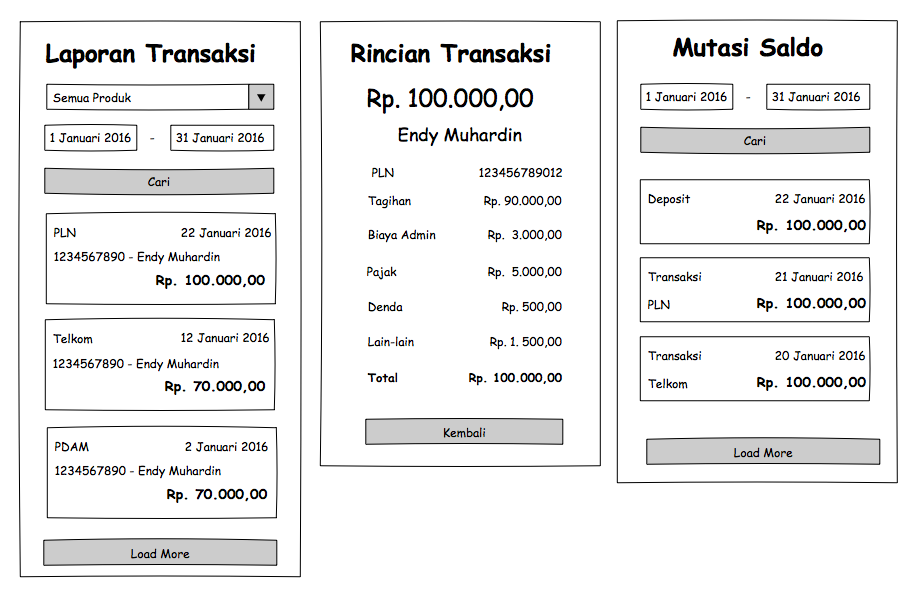 Laporan Transaksi
Semua Produk
1 Januari 2016 - 31 Januari 2016
Cari
PLN 22 Januari 2016
1234567890 - Endy Muhardin
Rp. 100.000,00
Telkom 12 Januari 2016
1234567890 - Endy Muhardin
Rp. 70.000,00
PDAM 2 Januari 2016
1234567890 - Endy Muhardin
Rp. 70.000,00
Load More
Rincian Transaksi
Rp. 100.000,00
Endy Muhardin
PLN 123456789012
Tagihan Rp. 90.000,00
Biaya Admin Rp. 3.000,00
Pajak Rp. 5.000,00
Denda Rp. 500,00
Lain-lain Rp. 1. 500,00
Total Rp. 100.000,00
Kembali
Mutasi Saldo
1 Januari 2016 - 31 Januari 2016
Cari
Deposit 22 Januari 2016
Rp. 100.000,00
Transaksi 21 Januari 2016
PLN Rp. 100.000,00
Transaksi 20 Januari 2016
Telkom Rp. 100.000,00
Load More